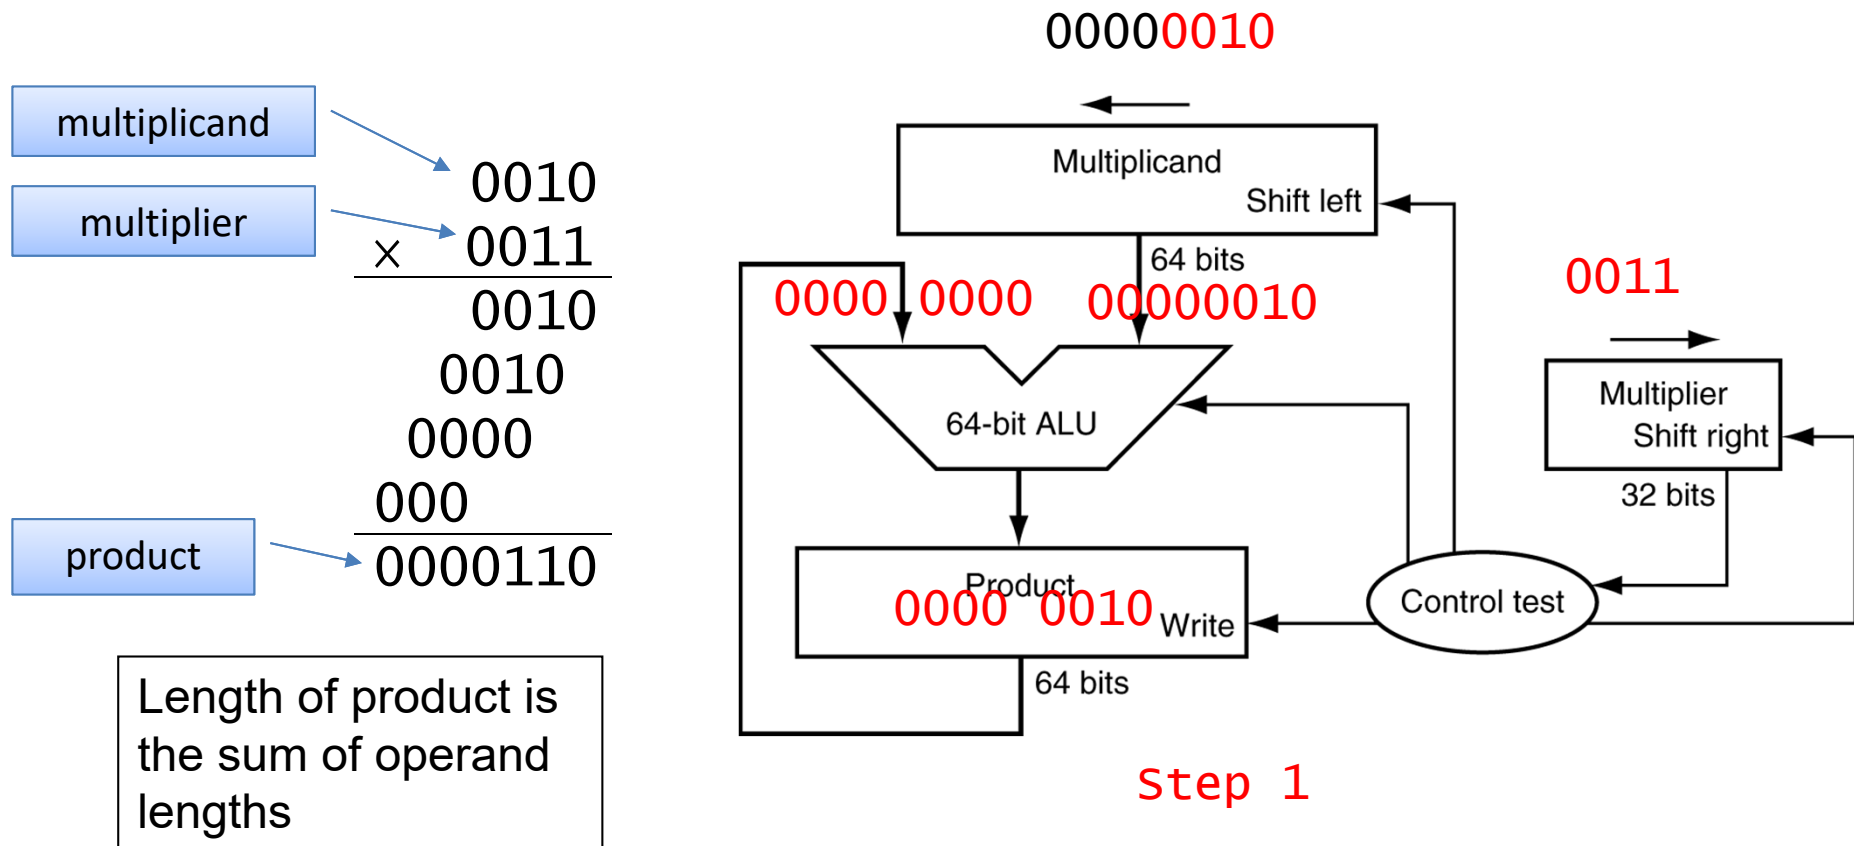 multiplicand
multiplier
0010
× 0011
0010
0010
0000
000
product
0000110
Length of product is
the sum of operand
lengths
00000010
Multiplicand
Shift left
64 bits
0000 0000
00000010
64-bit ALU
0011
Multiplier
Shift right
32 bits
Product
0000 0010
Write
64 bits
Control test
Step 1